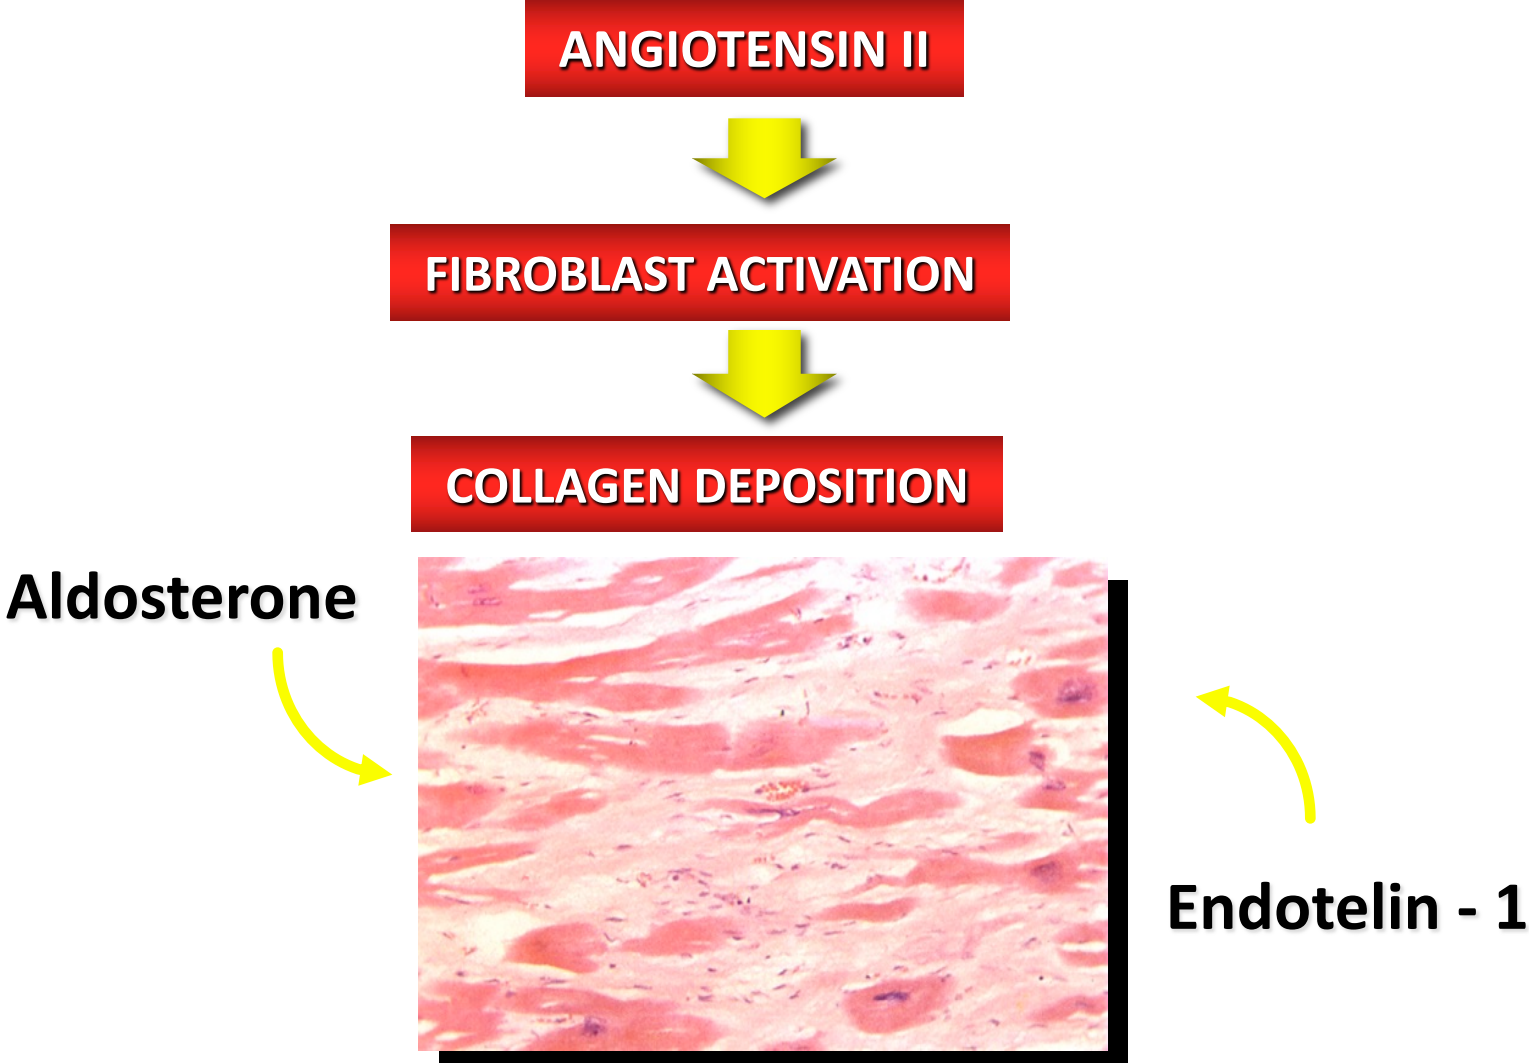 ANGIOTENSIN II
FIBROBLAST ACTIVATION
COLLAGEN DEPOSITION
Aldosterone
Endotelin - 1